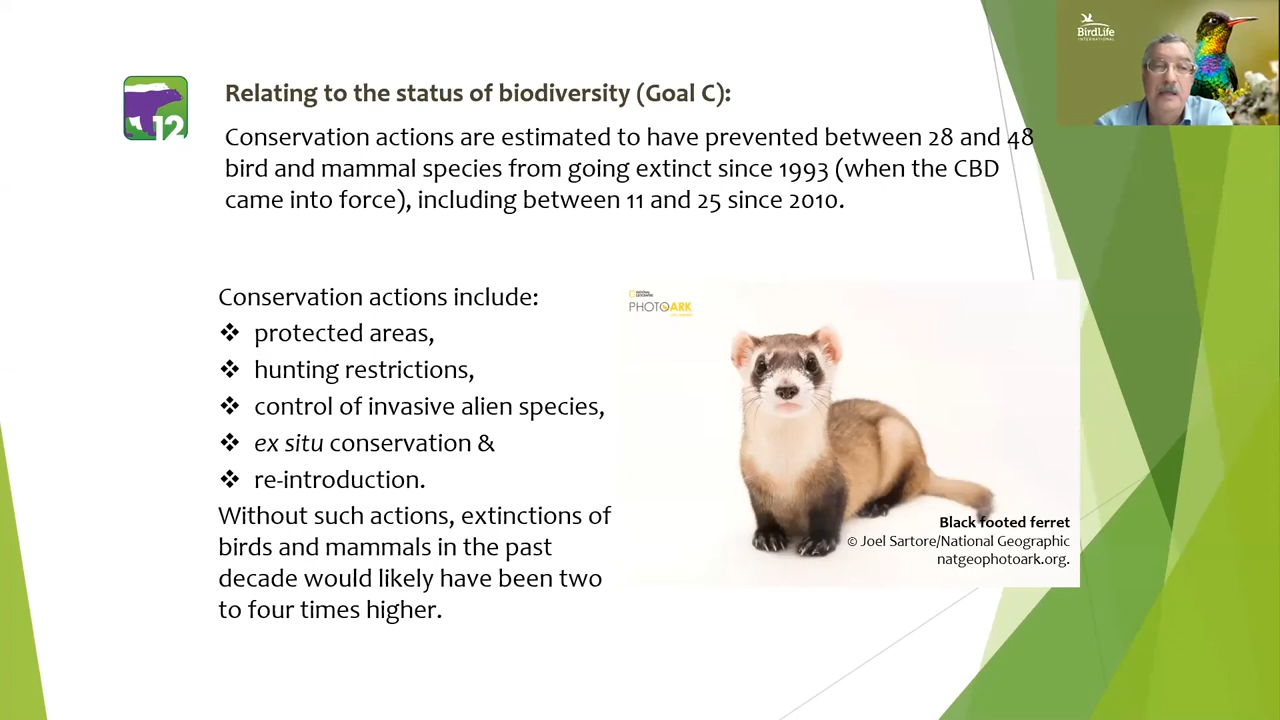 BirdLife
INTERNATIONAL
12
Relating to the status of biodiversity (Goal C):
Conservation actions are estimated to have prevented between 28 and 48
bird and mammal species from going extinct since 1993 (when the CBD
came into force), including between 11 and 25 since 2010.
Conservation actions include:
❖ protected areas,
❖ hunting restrictions,
❖ control of invasive alien species,
❖ ex situ conservation &
❖ re-introduction.
Without such actions, extinctions of
birds and mammals in the past
decade would likely have been two
to four times higher.
NATIONAL
GEOGRAPHIC
PHOTOARK
Black footed ferret
© Joel Sartore/National Geographic
natgeophotoark.org.